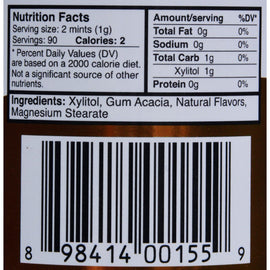 Nutrition Facts
Serving size: 2 mints (1g)
Servings: 90 Calories: 2
* Percent Daily Values (DV)
are based on a 2000 calorie diet.
Not a significant source of other
nutrients.
Amount/serving %DV*
Total Fat 0g 0%
Sodium 0g 0%
Total Carb 1g 0%
Xylitol 1g
Protein 0g 0%
Ingredients: Xylitol, Gum Acacia, Natural Flavors,
Magnesium Stearate
8 98414 00155 9